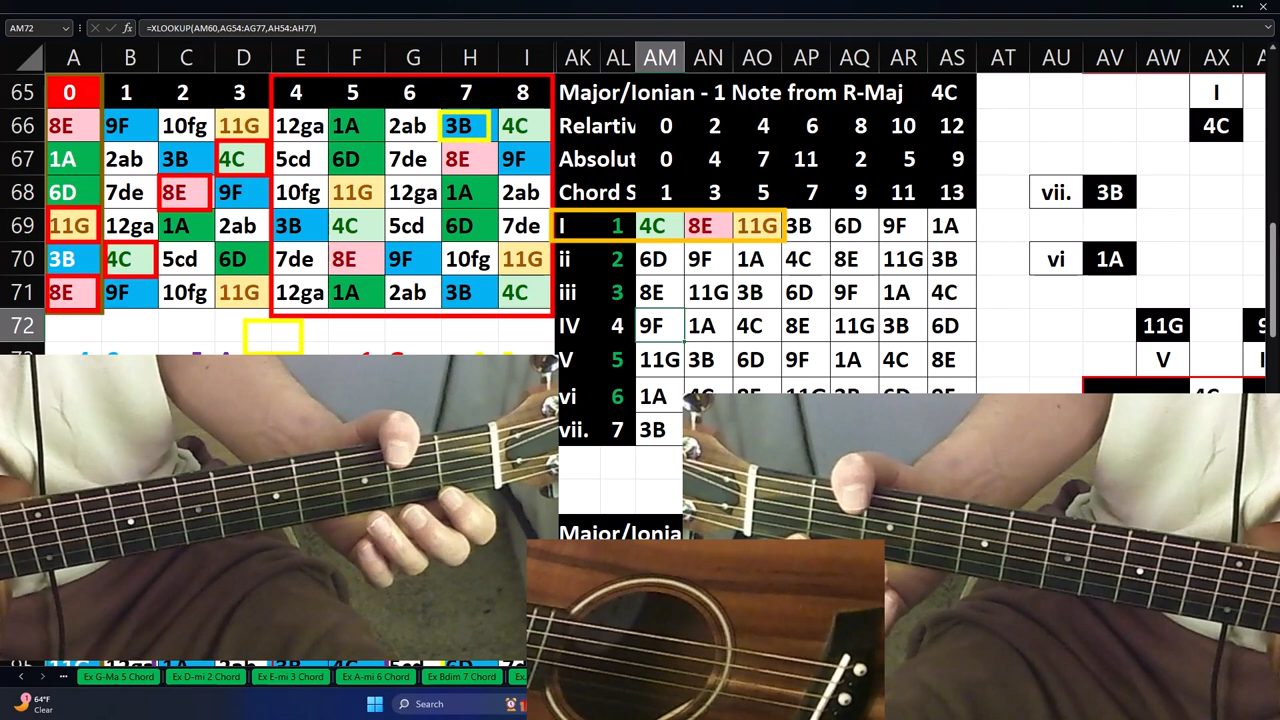 AM72 fx =XLOOKUP(AM60,AG54:AG77,AH54:AH77)
A B C D E F G H I AK AL AM AN AO AP AQ AR AS AT AU AV AW AX
65 0 1 2 3 4 5 6 7 8 Major/Ionian - 1 Note from R-Maj 4C I
66 8E 9F 10fg 11G 12ga 1A 2ab 3B 4C Relartiv 0 2 4 6 8 10 12 4C
67 1A 2ab 3B 4C 5cd 6D 7de 8E 9F Absolut 0 4 7 11 2 5 9
68 6D 7de 8E 9F 10fg 11G 12ga 1A 2ab Chord S 1 3 5 7 9 11 13 vii. 3B
69 11G 12ga 1A 2ab 3B 4C 5cd 6D 7de I 1 4C 8E 11G 3B 6D 9F 1A
70 3B 4C 5cd 6D 7de 8E 9F 10fg 11G ii 2 6D 9F 1A 4C 8E 11G 3B vi 1A
71 8E 9F 10fg 11G 12ga 1A 2ab 3B 4C iii 3 8E 11G 3B 6D 9F 1A 4C
72 IV 4 9F 1A 4C 8E 11G 3B 6D 11G
V 5 11G 3B 6D 9F 1A 4C 8E V
vi 6 1A
vii. 7 3B
Major/Ionia
Ex G-Ma 5 Chord Ex D-mi 2 Chord Ex E-mi 3 Chord Ex A-mi 6 Chord Ex Bdim 7 Chord Ex.
64°F
Clear
Search